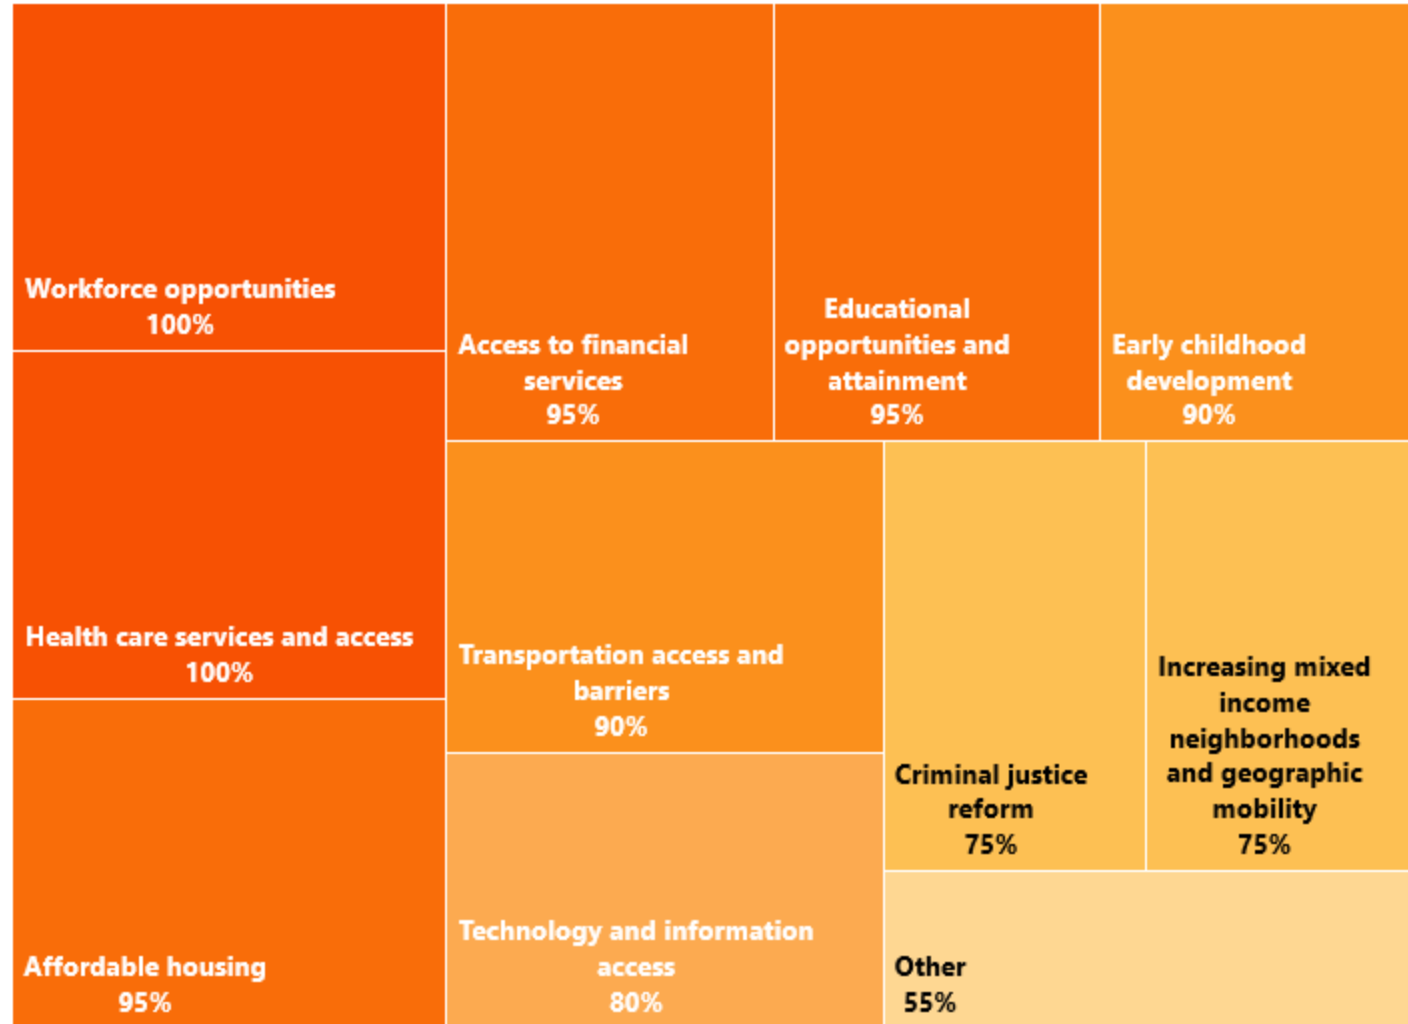 Workforce opportunities
100%
Health care services and access
100%
Affordable housing
95%
Access to financial
services
95%
Educational
opportunities and
attainment
95%
Early childhood
development
90%
Transportation access and
barriers
90%
Technology and information
access
80%
Criminal justice
reform
75%
Increasing mixed
income
neighborhoods
and geographic
mobility
75%
Other
55%